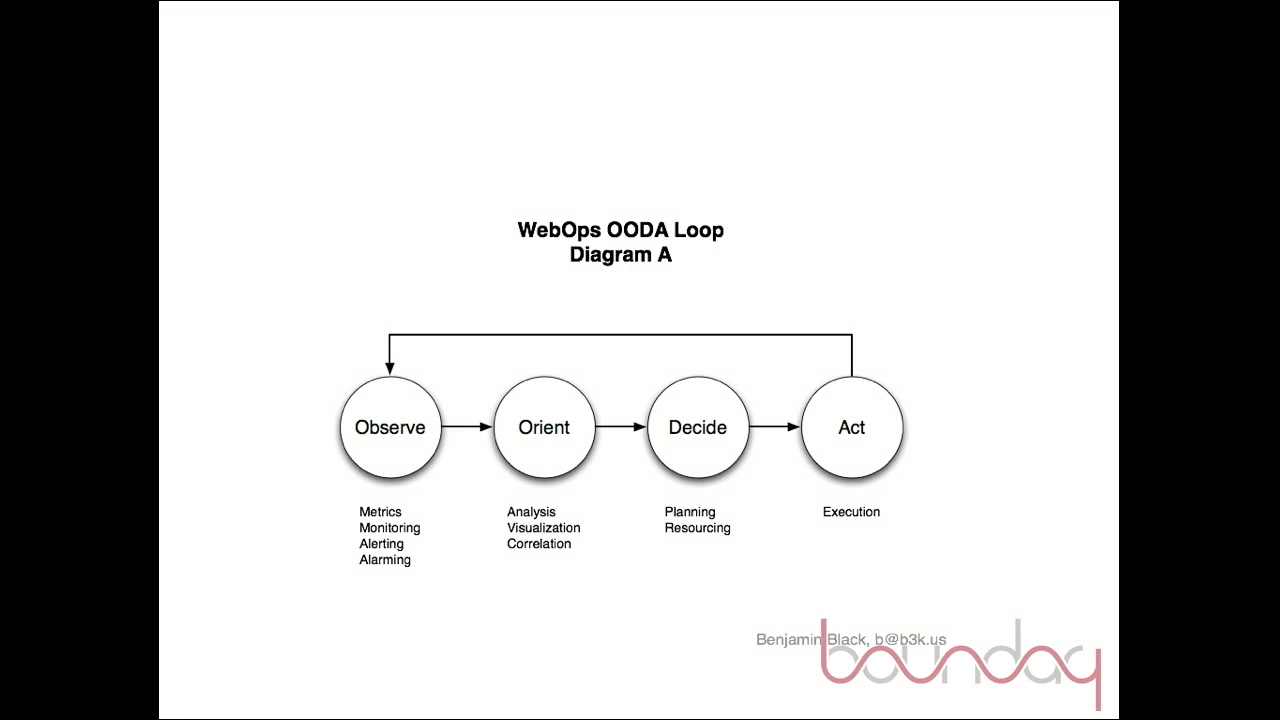 WebOps OODA Loop
Diagram A
Observe
Orient
Decide
Act
Metrics
Monitoring
Alerting
Alarming
Analysis
Visualization
Correlation
Planning
Resourcing
Execution
Benjamin Black, b@b3k.us
boundary